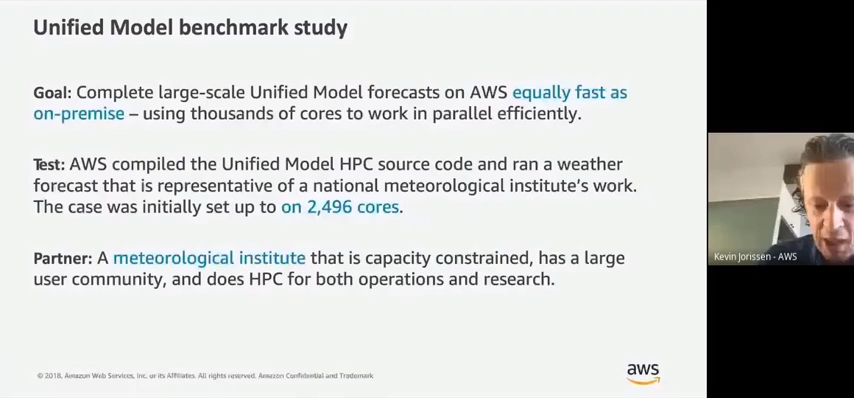 Unified Model benchmark study
Goal: Complete large-scale Unified Model forecasts on AWS equally fast as
on-premise – using thousands of cores to work in parallel efficiently.
Test: AWS compiled the Unified Model HPC source code and ran a weather
forecast that is representative of a national meteorological institute's work.
The case was initially set up to on 2,496 cores.
Partner: A meteorological institute that is capacity constrained, has a large
user community, and does HPC for both operations and research.
Kevin Jorissen - AWS
© 2018, Amazon Web Services, Inc. or its Affiliates. All rights reserved. Amazon Confidential and Trademark
aws